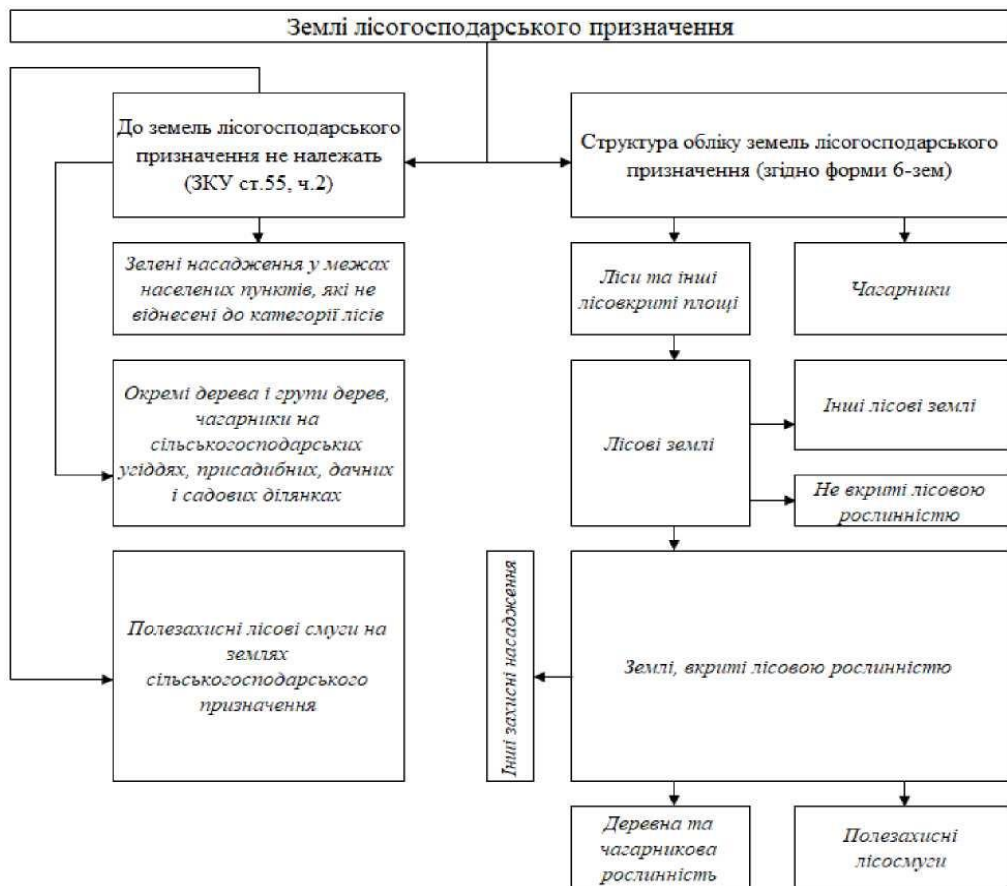 Землі лісогосподарського призначення
До земель лісогосподарського
призначення не належать
(ЗКУ ст.55, ч.2)
Структура обліку земель лісогосподарського
призначення (згідно форми 6-зем)
Зелені насадження у межах
населених пунктів, які не
віднесені до категорії лісів
Ліси та інші
лісовкриті площі
Чагарники
Окремі дерева і групи дерев,
чагарники на
сільськогосподарських
угіддях, присадибних, дачних
і садових ділянках
Лісові землі
Інші лісові землі
Не вкриті лісовою
рослинністю
Полезахисні лісові смуги на
землях
сільськогосподарського
призначення
Інші захисні насадження
Землі, вкриті лісовою рослинністю
Деревна та
чагарникова
рослинність
Полезахисні
лісосмуги